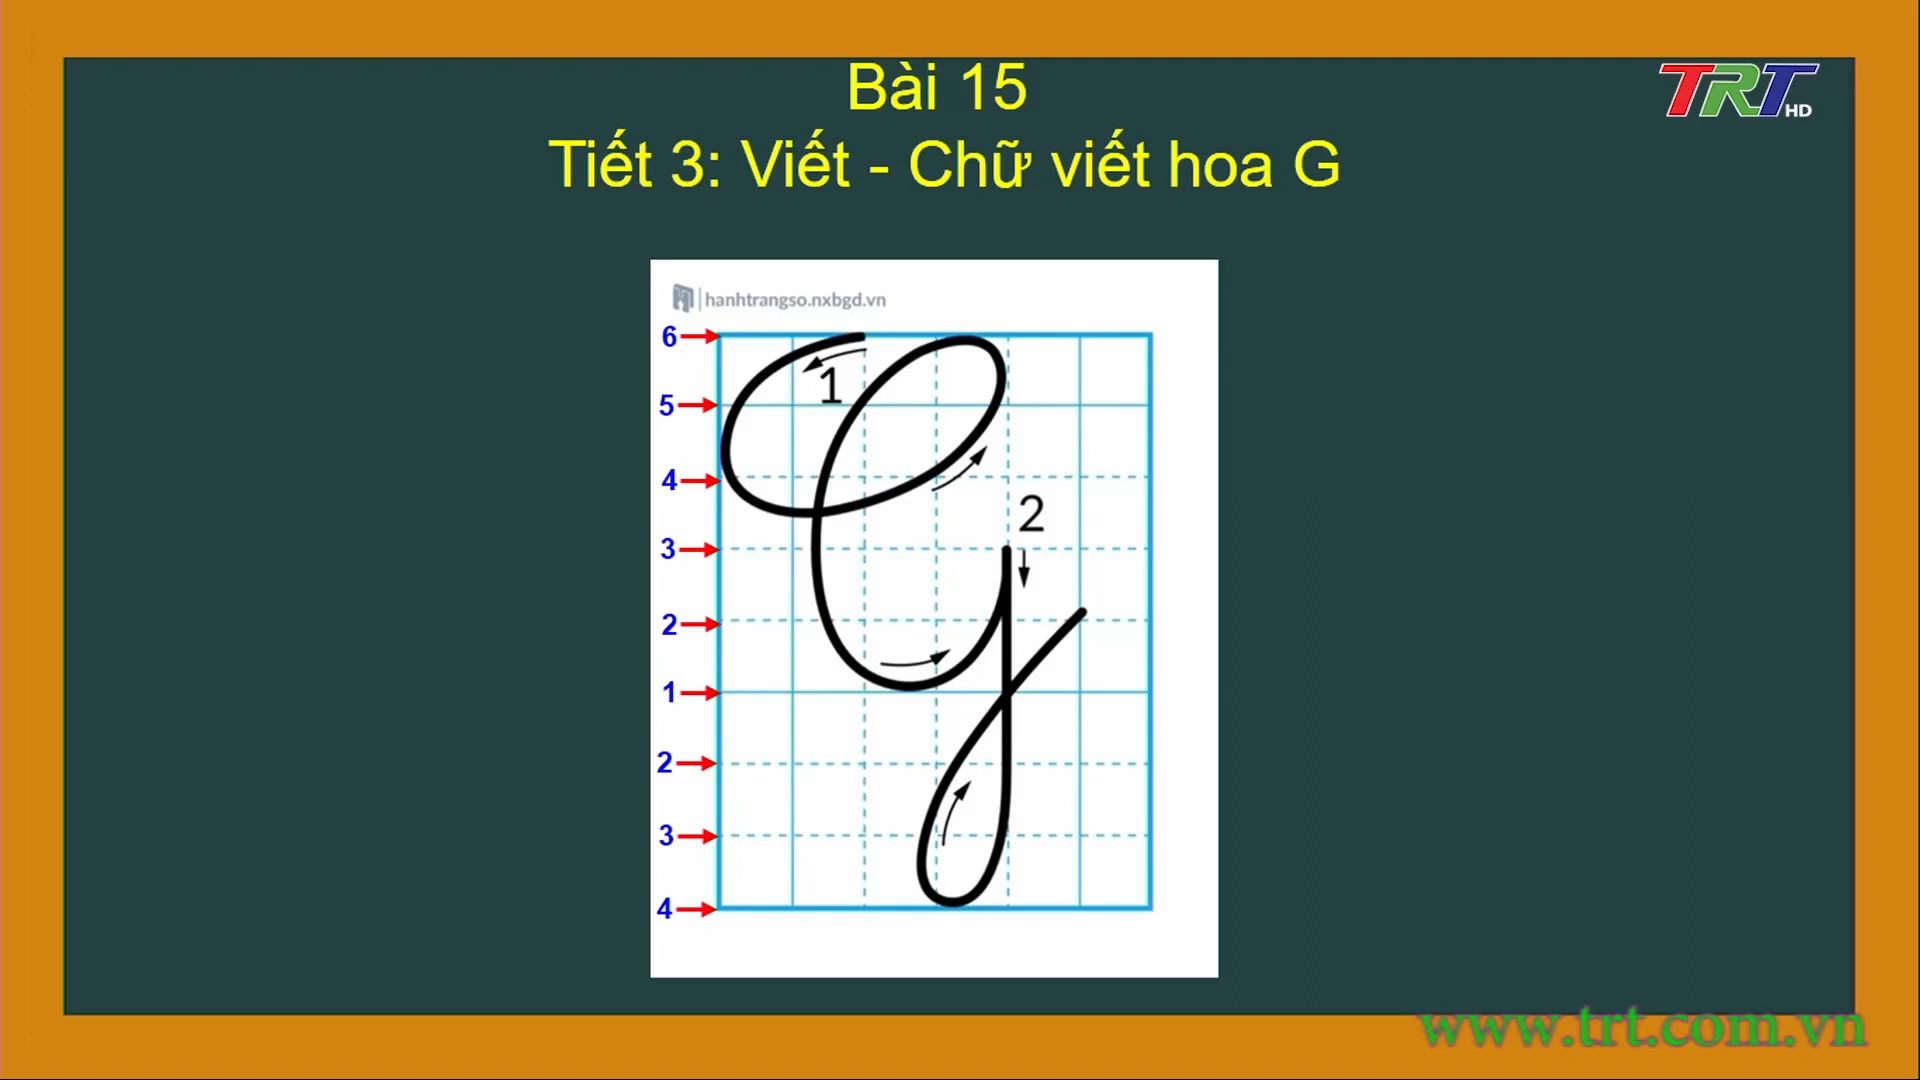 Bài 15
TRT HD
Tiết 3: Viết - Chữ viết hoa G
hanhtrangso.nxbgd.vn
6
1
5
4
2
3
2
1
2
3
4
www.trt.com.vn